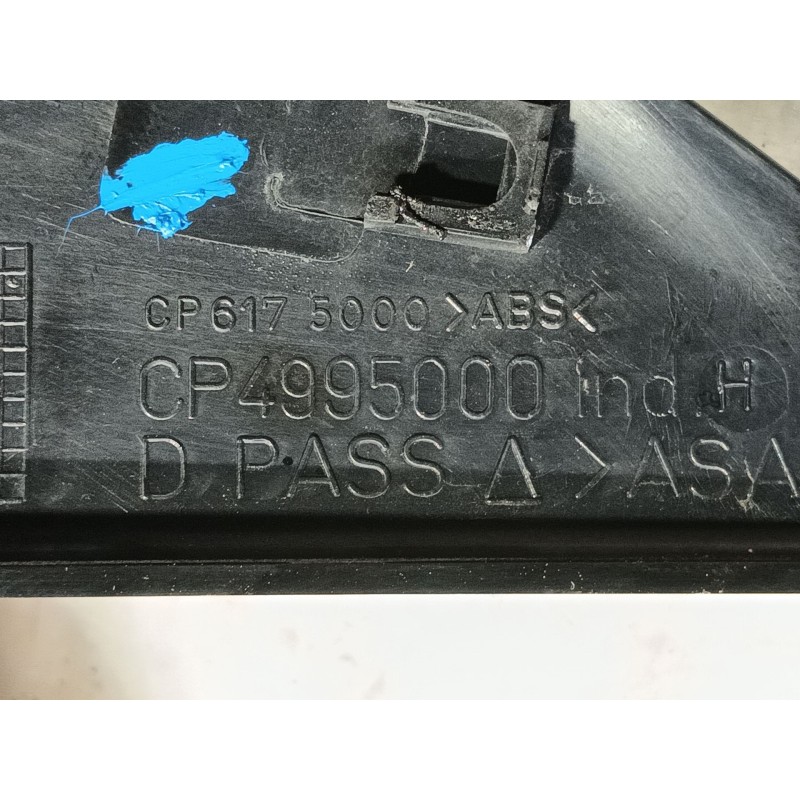 CP617 5000 >ABS<
CP4995000 ind. H
D PASS Δ >ASA